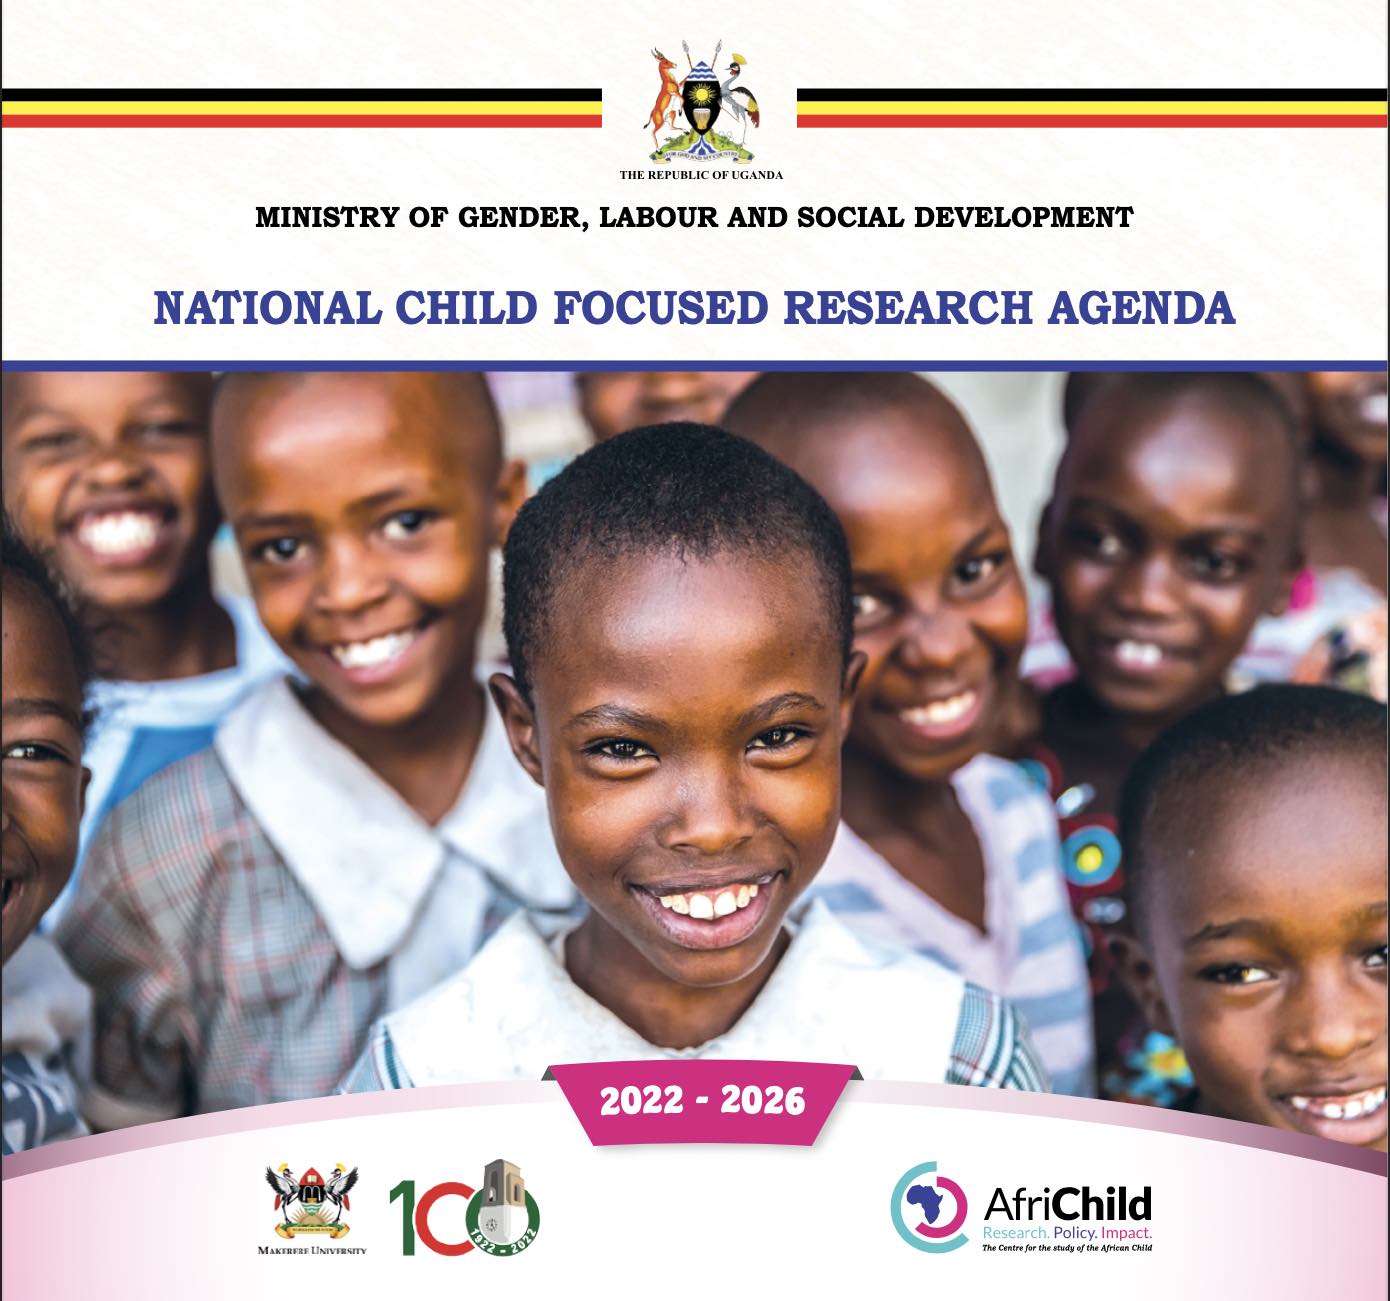 FOR GOD AND MY COUNTRY
THE REPUBLIC OF UGANDA
MINISTRY OF GENDER, LABOUR AND SOCIAL DEVELOPMENT
NATIONAL CHILD FOCUSED RESEARCH AGENDA
2022 - 2026
MAKERERE UNIVERSITY
100
1922 - 2022
AfriChild
Research. Policy. Impact.
The Centre for the study of the African Child